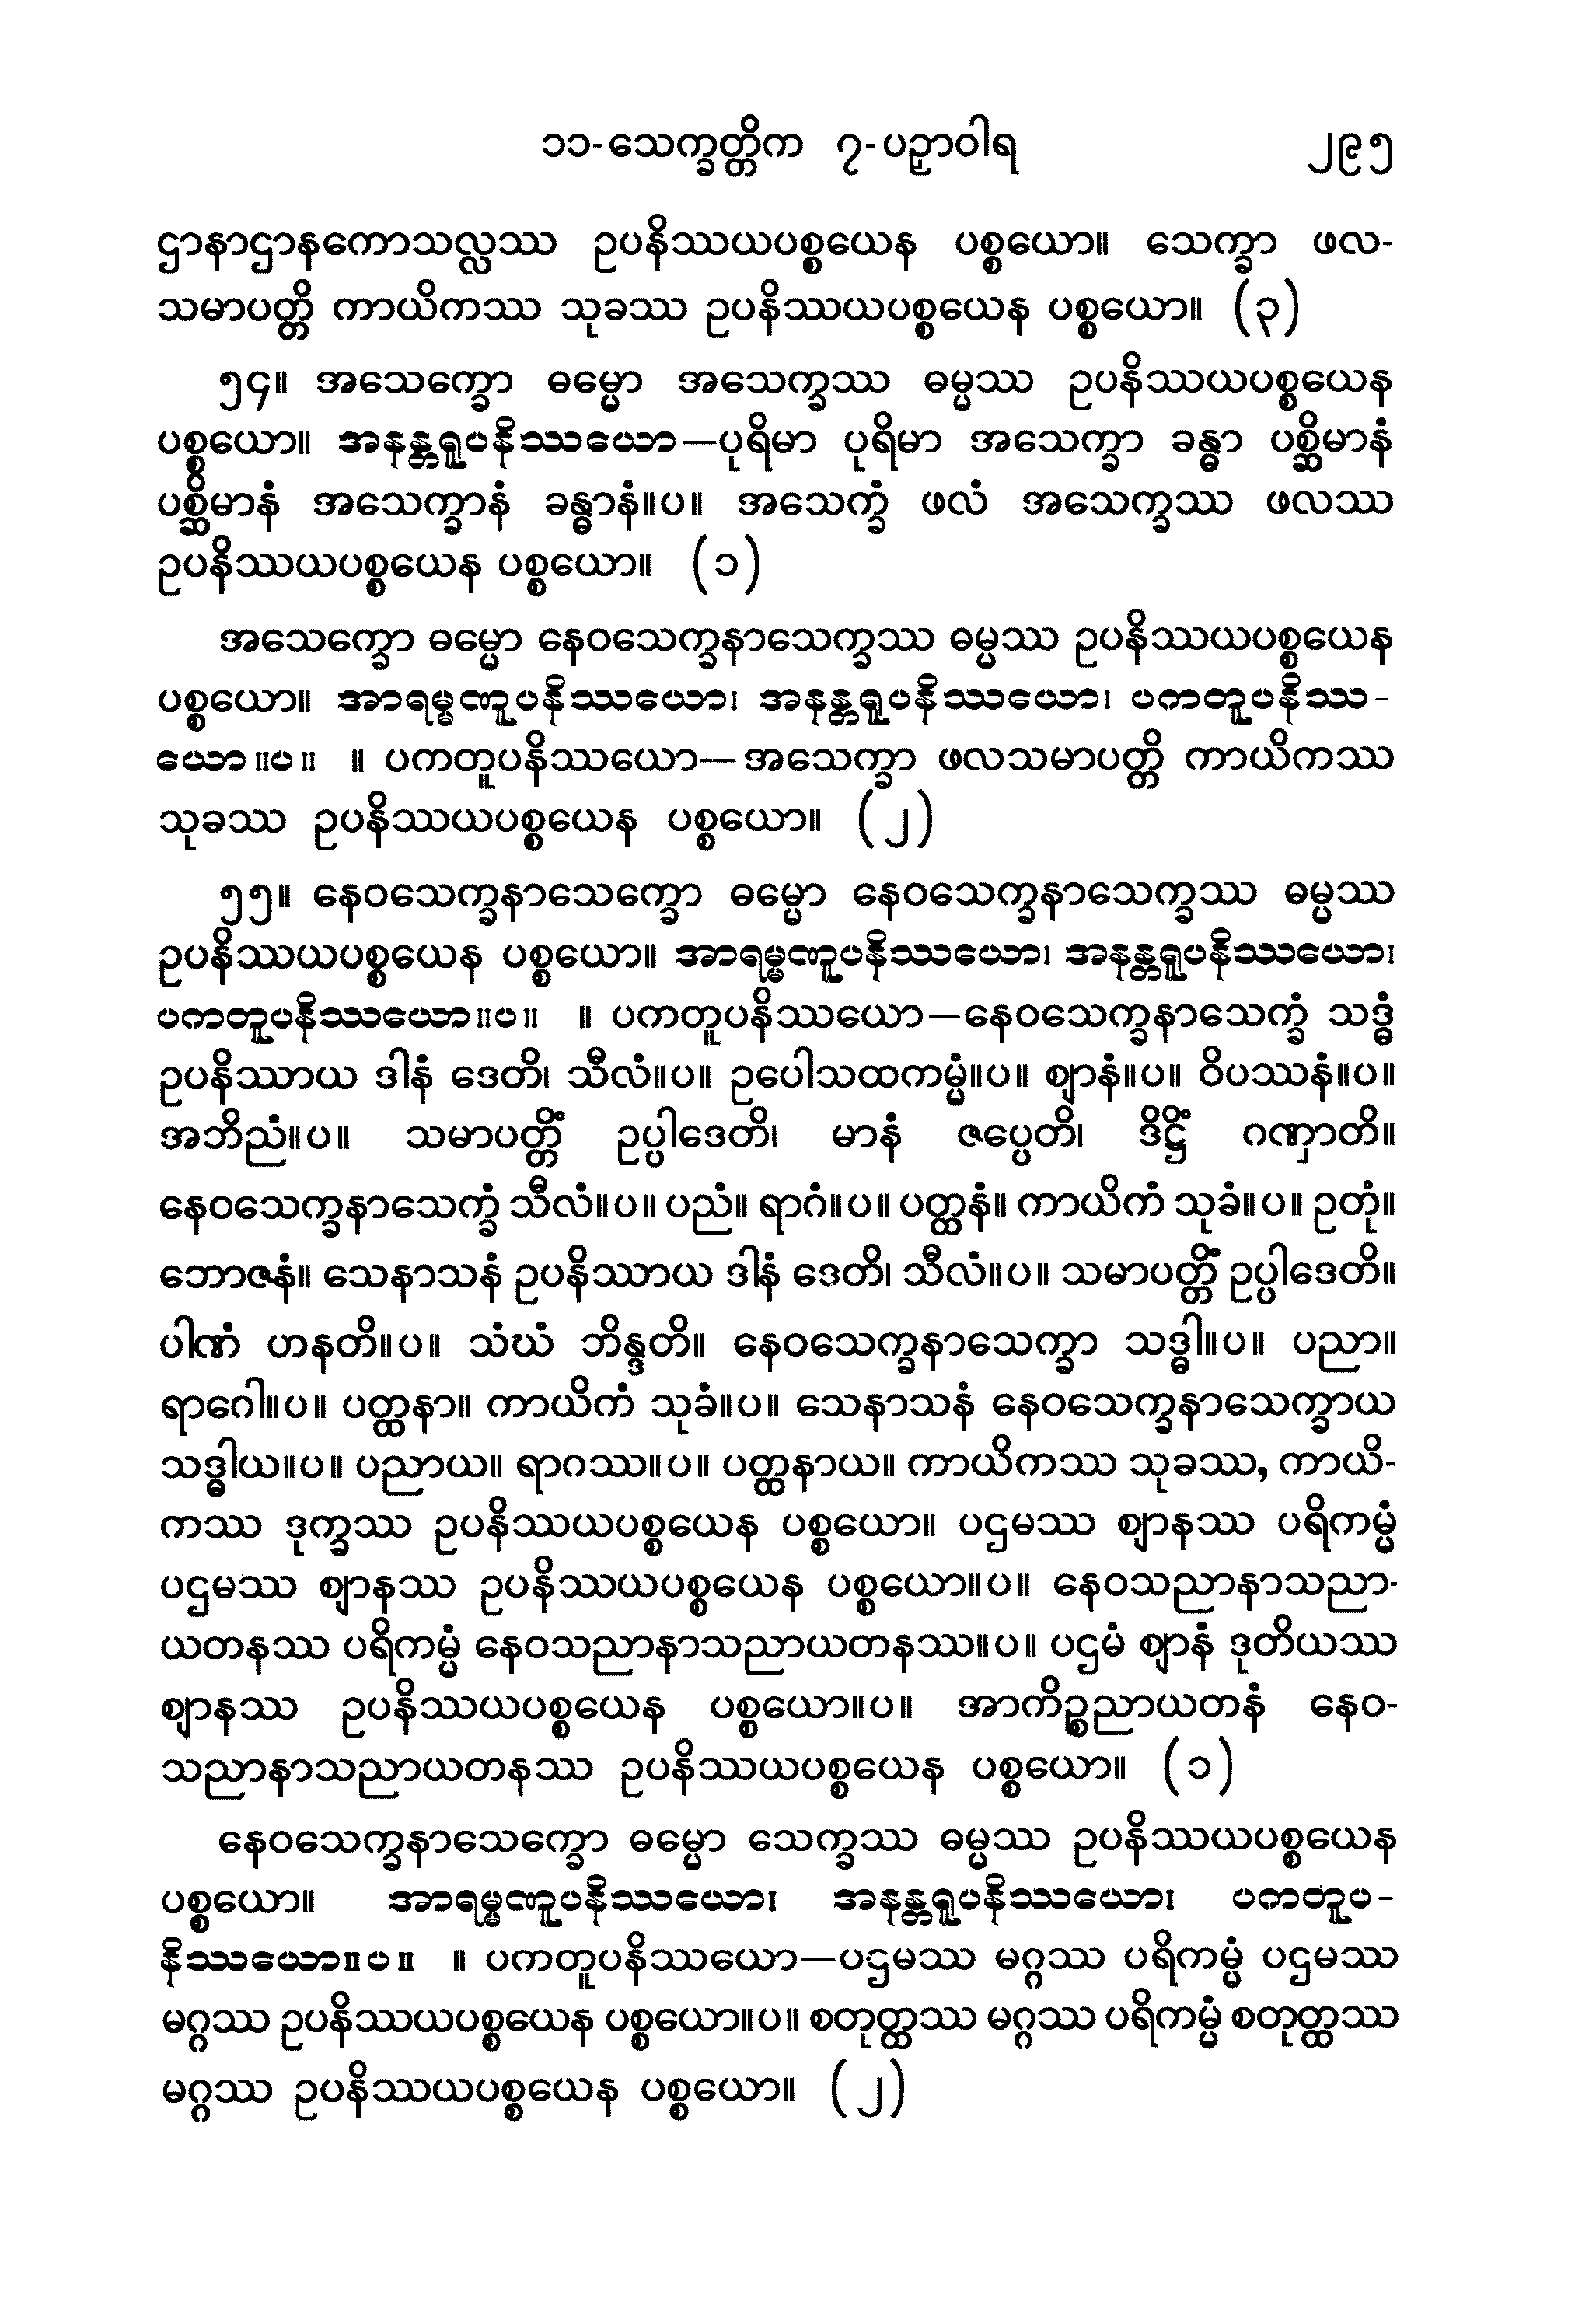 ၁၁-သေက္ခတ္တိက ၇-ပဉှာဝါရ ၂၉၅
ဌာနာဌာနကောသလ္လဿ ဥပနိဿယပစ္စယေန ပစ္စယော။ သေက္ခာ ဖလ-
သမာပတ္တိ ကာယိကဿ သုခဿ ဥပနိဿယပစ္စယေန ပစ္စယော။ (၃)
၅၄။ အသေက္ခော ဓမ္မော အသေက္ခဿ ဓမ္မဿ ဥပနိဿယပစ္စယေန
ပစ္စယော။ အနန္တရူပနိဿယော—ပုရိမာ ပုရိမာ အသေက္ခာ ခန္ဓာ ပစ္ဆိမာနံ
ပစ္ဆိမာနံ အသေက္ခာနံ ခန္ဓာနံ။ပ။ အသေက္ခံ ဖလံ အသေက္ခဿ ဖလဿ
ဥပနိဿယပစ္စယေန ပစ္စယော။ (၁)
အသေက္ခော ဓမ္မော နေဝသေက္ခနာသေက္ခဿ ဓမ္မဿ ဥပနိဿယပစ္စယေန
ပစ္စယော။ အာရမ္မဏူပနိဿယော၊ အနန္တရူပနိဿယော၊ ပကတူပနိဿ-
ယော။ပ။ ။ ပကတူပနိဿယော—အသေက္ခာ ဖလသမာပတ္တိ ကာယိကဿ
သုခဿ ဥပနိဿယပစ္စယေန ပစ္စယော။ (၂)
၅၅။ နေဝသေက္ခနာသေက္ခော ဓမ္မော နေဝသေက္ခနာသေက္ခဿ ဓမ္မဿ
ဥပနိဿယပစ္စယေန ပစ္စယော။ အာရမ္မဏူပနိဿယော၊ အနန္တရူပနိဿယော၊
ပကတူပနိဿယော။ပ။ ။ ပကတူပနိဿယော—နေဝသေက္ခနာသေက္ခံ သဒ္ဓံ
ဥပနိဿာယ ဒါနံ ဒေတိ၊ သီလံ။ပ။ ဥပေါသထကမ္မံ။ပ။ ဈာနံ။ပ။ ဝိပဿနံ။ပ။
အဘိညံ။ပ။ သမာပတ္တိံ ဥပ္ပါဒေတိ၊ မာနံ ဇပ္ပေတိ၊ ဒိဋ္ဌိံ ဂဏှာတိ။
နေဝသေက္ခနာသေက္ခံ သီလံ။ပ။ ပညံ။ ရာဂံ။ပ။ ပတ္ထနံ။ ကာယိကံ သုခံ။ပ။ ဥတုံ။
ဘောဇနံ။ သေနာသနံ ဥပနိဿာယ ဒါနံ ဒေတိ၊ သီလံ။ပ။ သမာပတ္တိံ ဥပ္ပါဒေတိ။
ပါဏံ ဟနတိ။ပ။ သံဃံ ဘိန္ဒတိ။ နေဝသေက္ခနာသေက္ခာ သဒ္ဓါ။ပ။ ပညာ။
ရာဂေါ။ပ။ ပတ္ထနာ။ ကာယိကံ သုခံ။ပ။ သေနာသနံ နေဝသေက္ခနာသေက္ခာယ
သဒ္ဓါယ။ပ။ ပညာယ။ ရာဂဿ။ပ။ ပတ္ထနာယ။ ကာယိကဿ သုခဿ, ကာယိ-
ကဿ ဒုက္ခဿ ဥပနိဿယပစ္စယေန ပစ္စယော။ ပဌမဿ ဈာနဿ ပရိကမ္မံ
ပဌမဿ ဈာနဿ ဥပနိဿယပစ္စယေန ပစ္စယော။ပ။ နေဝသညာနာသညာ-
ယတနဿ ပရိကမ္မံ နေဝသညာနာသညာယတနဿ။ပ။ ပဌမံ ဈာနံ ဒုတိယဿ
ဈာနဿ ဥပနိဿယပစ္စယေန ပစ္စယော။ပ။ အာကိဉ္စညာယတနံ နေဝ-
သညာနာသညာယတနဿ ဥပနိဿယပစ္စယေန ပစ္စယော။ (၁)
နေဝသေက္ခနာသေက္ခော ဓမ္မော သေက္ခဿ ဓမ္မဿ ဥပနိဿယပစ္စယေန
ပစ္စယော။ အာရမ္မဏူပနိဿယော၊ အနန္တရူပနိဿယော၊ ပကတူပ-
နိဿယော။ပ။ ။ ပကတူပနိဿယော—ပဌမဿ မဂ္ဂဿ ပရိကမ္မံ ပဌမဿ
မဂ္ဂဿ ဥပနိဿယပစ္စယေန ပစ္စယော။ပ။ စတုတ္ထဿ မဂ္ဂဿ ပရိကမ္မံ စတုတ္ထဿ
မဂ္ဂဿ ဥပနိဿယပစ္စယေန ပစ္စယော။ (၂)